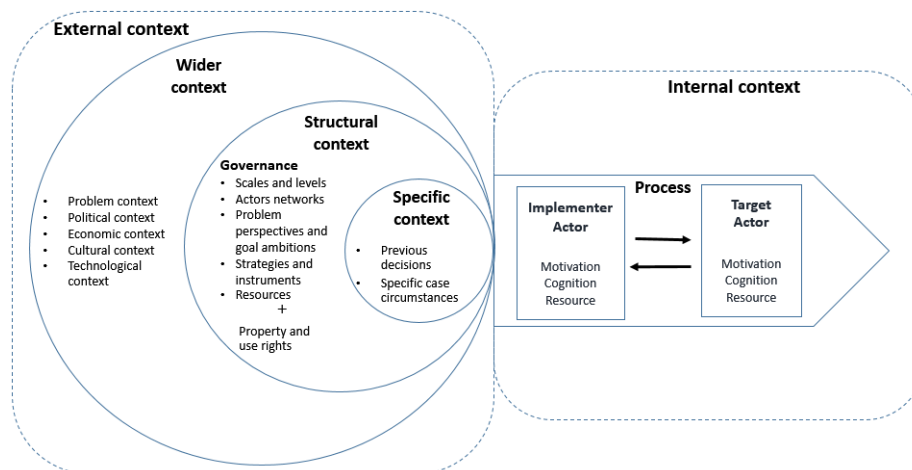 External context
Wider
context
• Problem context
• Political context
• Economic context
• Cultural context
• Technological
context
Structural
context
Governance
• Scales and levels
• Actors networks
• Problem
perspectives and
goal ambitions
• Strategies and
instruments
• Resources
+
Property and
use rights
Specific
context
• Previous
decisions
• Specific case
circumstances
Internal context
Process
Implementer
Actor
Motivation
Cognition
Resource
Target
Actor
Motivation
Cognition
Resource